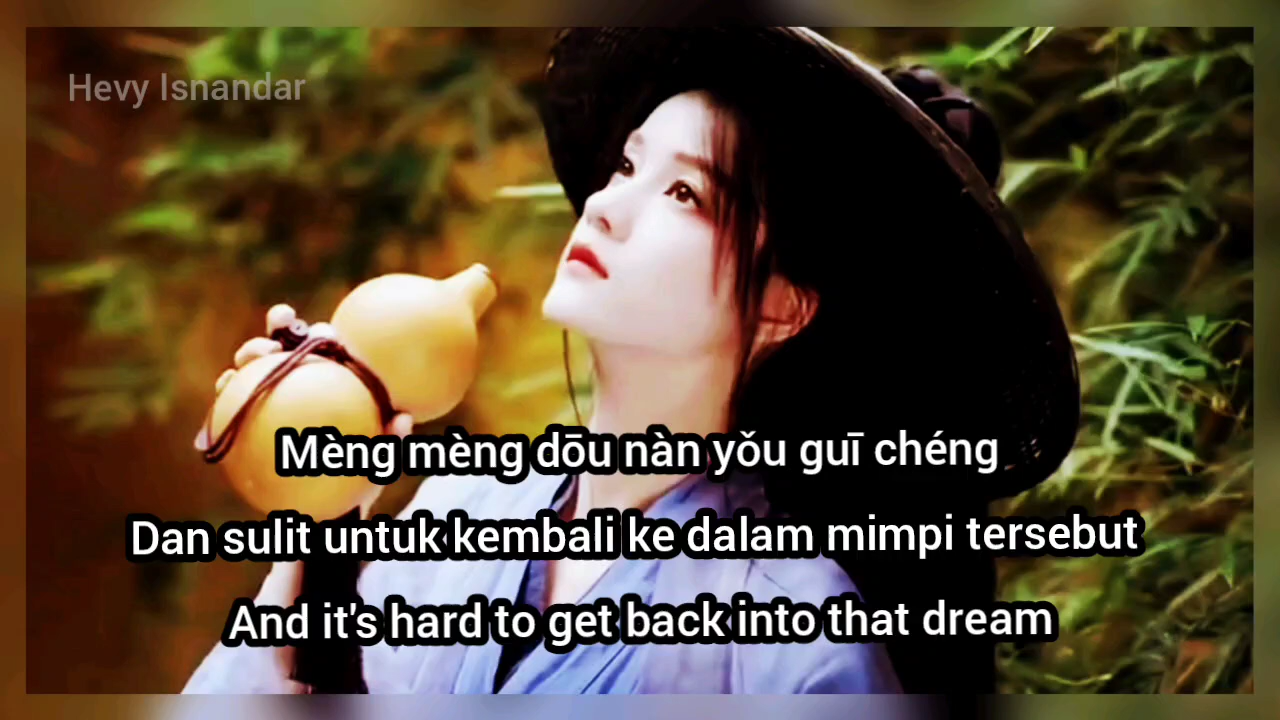 Hevy Isnandar
Mèng mèng dōu nàn yǒu guī chéng
Dan sulit untuk kembali ke dalam mimpi tersebut
And it's hard to get back into that dream